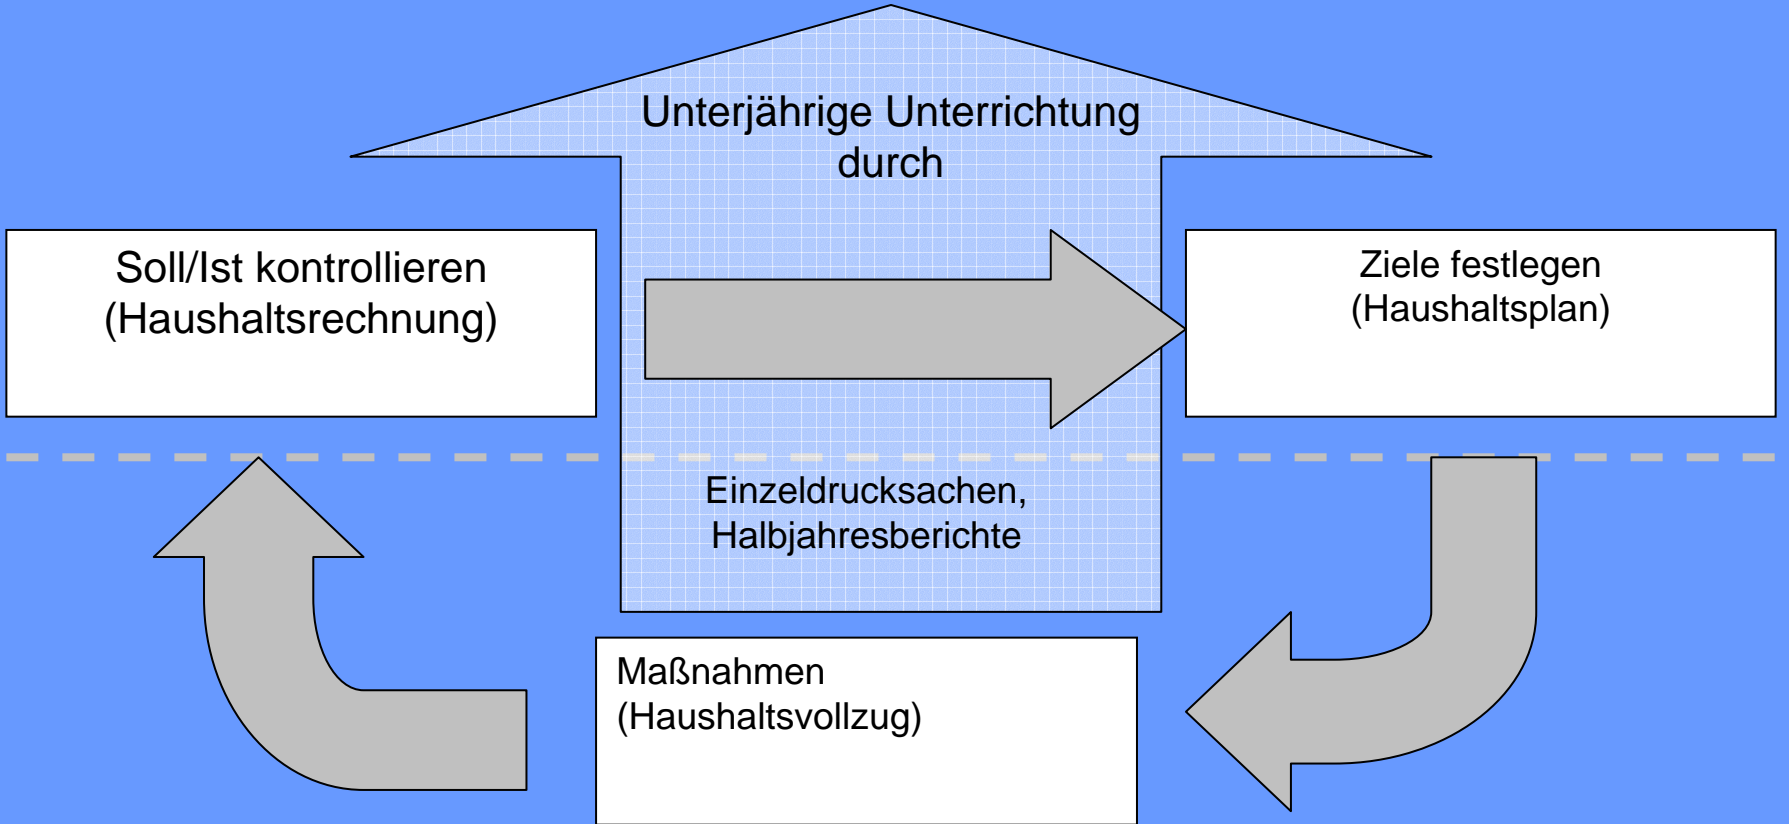 Unterjährige Unterrichtung
durch
Soll/Ist kontrollieren
(Haushaltsrechnung)
Ziele festlegen
(Haushaltsplan)
Einzeldrucksachen,
Halbjahresberichte
Maßnahmen
(Haushaltsvollzug)